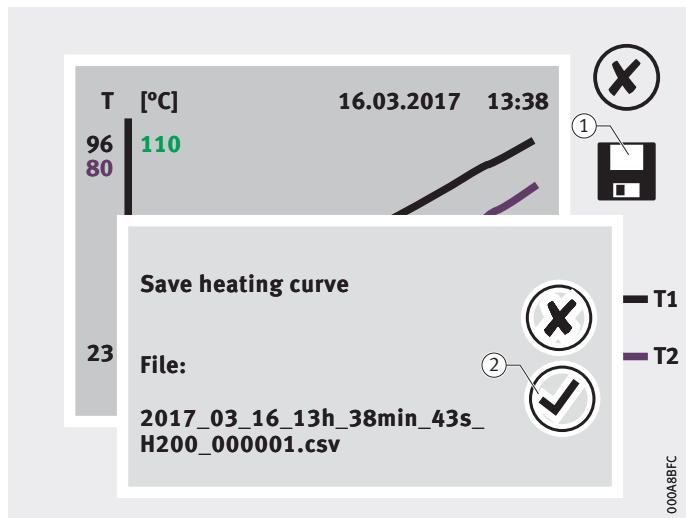 T [°C] 16.03.2017 13:38
1
96 110
80
Save heating curve
T1
23
File:
2
T2
2017_03_16_13h_38min_43s_
H200_000001.csv
000A8BFC